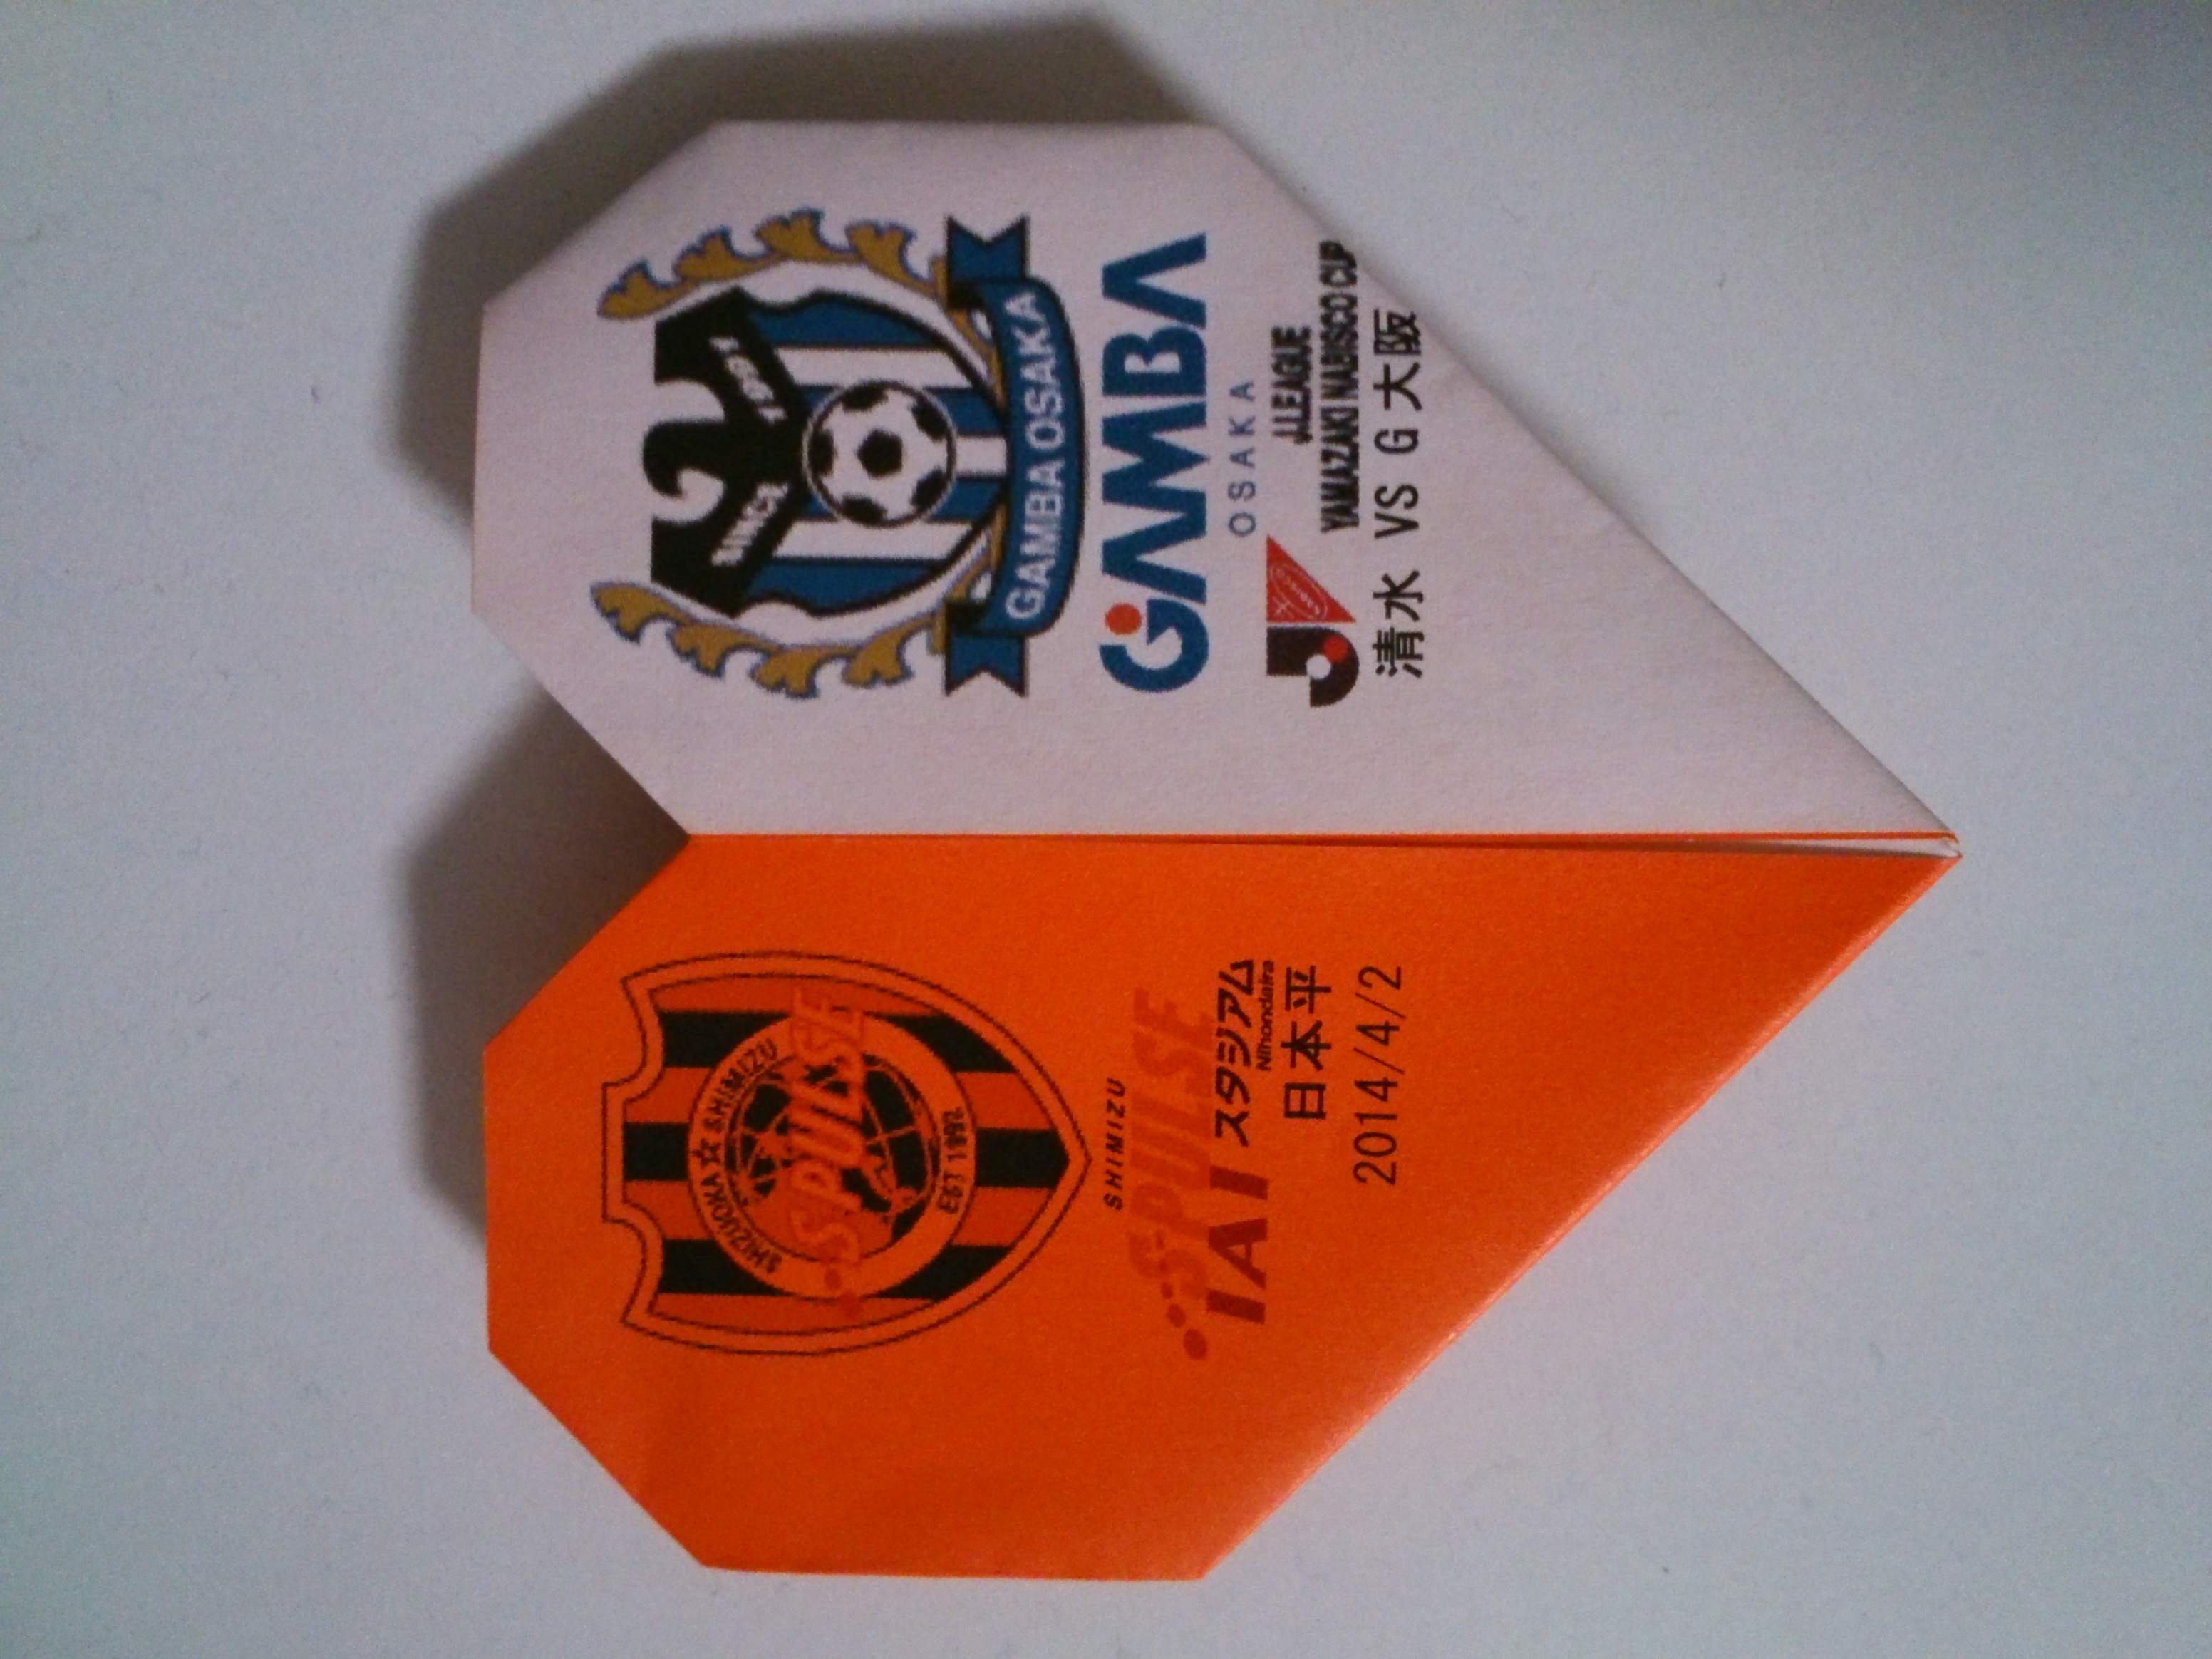 SHIZUOKA☆SHIMIZU
S-PULSE
EST 1992
SHIMIZU
S-PULSE
IAI スタジアム
Nihondaira
日本平
2014/4/2
SINCE 1991
GAMBA OSAKA
GAMBA
OSAKA
J.LEAGUE
YAMAZAKI NABISCO CUP
NABISCO
清水 VS G大阪